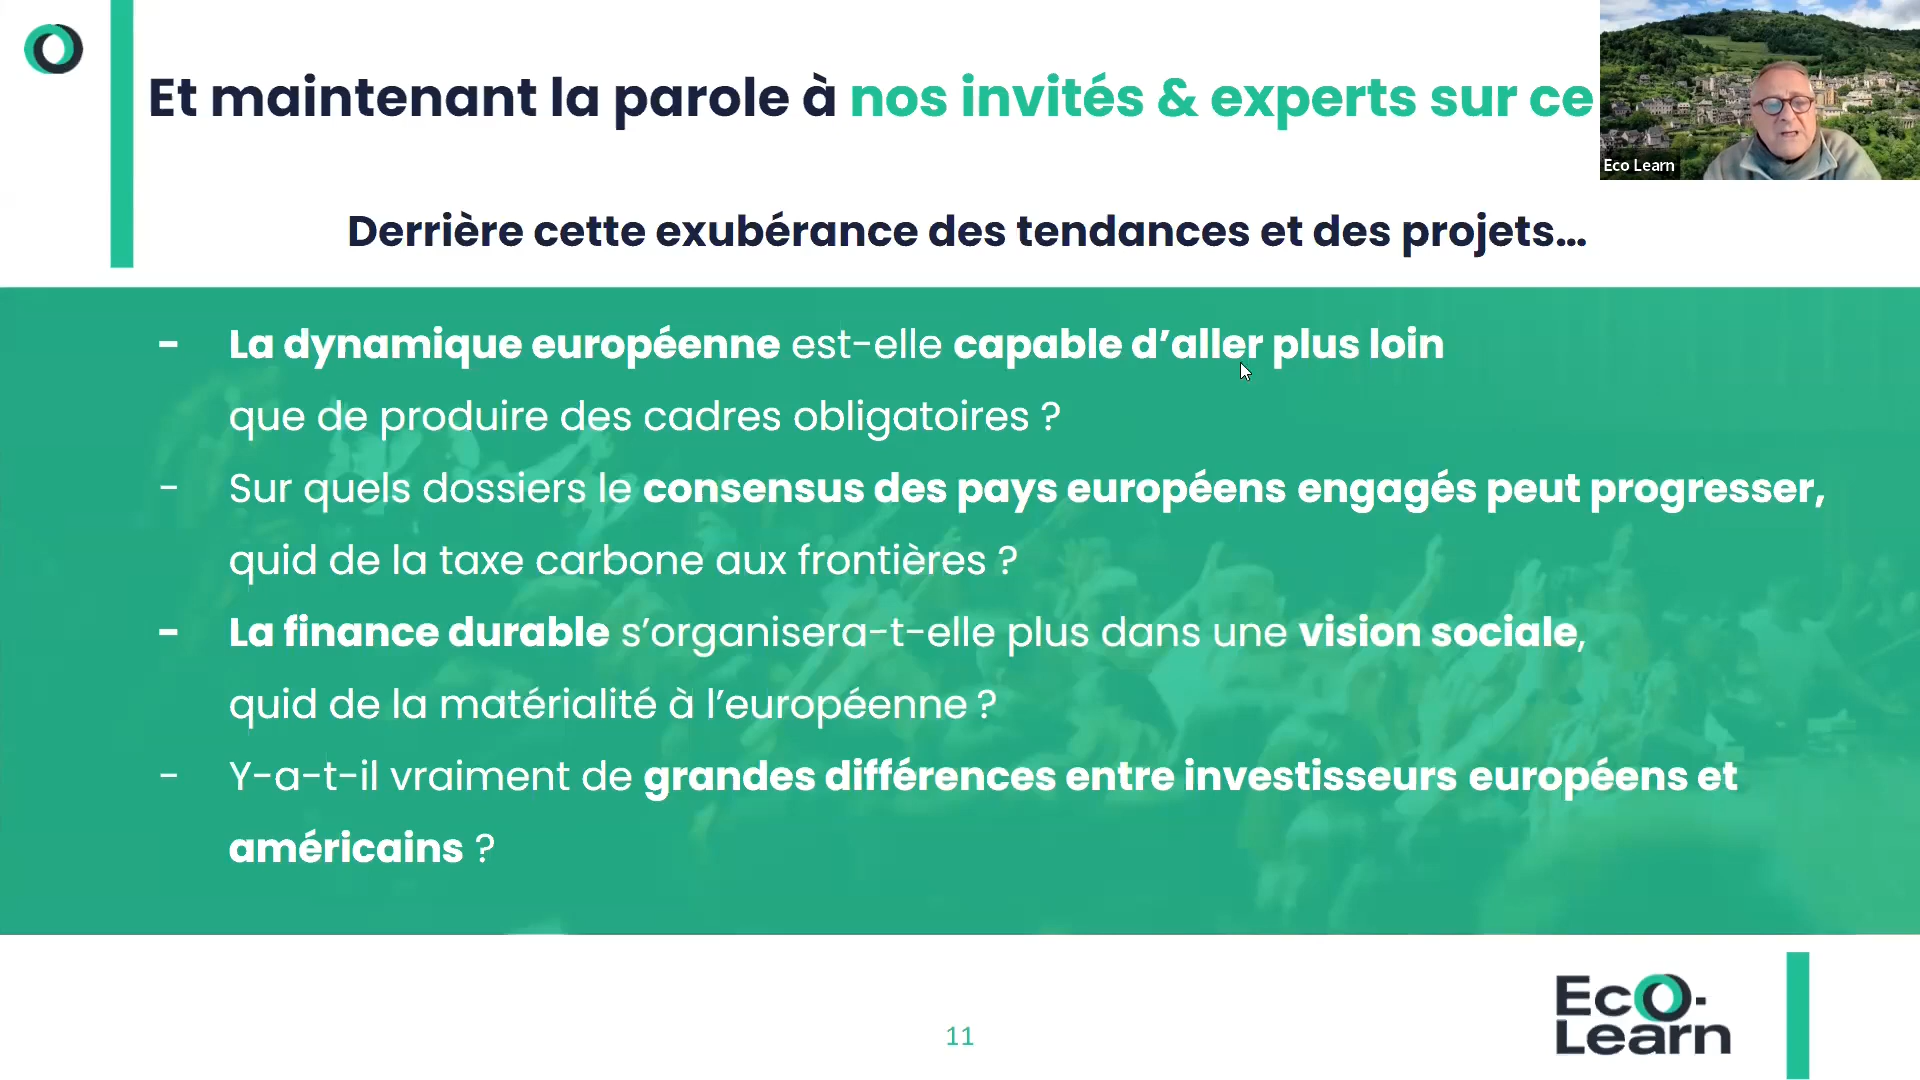 Et maintenant la parole à nos invités & experts sur ce
Eco Learn
Derrière cette exubérance des tendances et des projets...
- La dynamique européenne est-elle capable d’aller plus loin
que de produire des cadres obligatoires ?
- Sur quels dossiers le consensus des pays européens engagés peut progresser,
quid de la taxe carbone aux frontières ?
- La finance durable s’organisera-t-elle plus dans une vision sociale,
quid de la matérialité à l’européenne ?
- Y-a-t-il vraiment de grandes différences entre investisseurs européens et
américains ?
11
EcO-
Learn